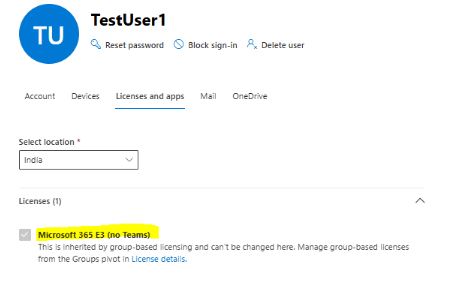 TU
TestUser1
Reset password Block sign-in Delete user
Account Devices Licenses and apps Mail OneDrive
Select location *
India
Licenses (1)
Microsoft 365 E3 (no Teams)
This is inherited by group-based licensing and can't be changed here. Manage group-based licenses
from the Groups pivot in License details.